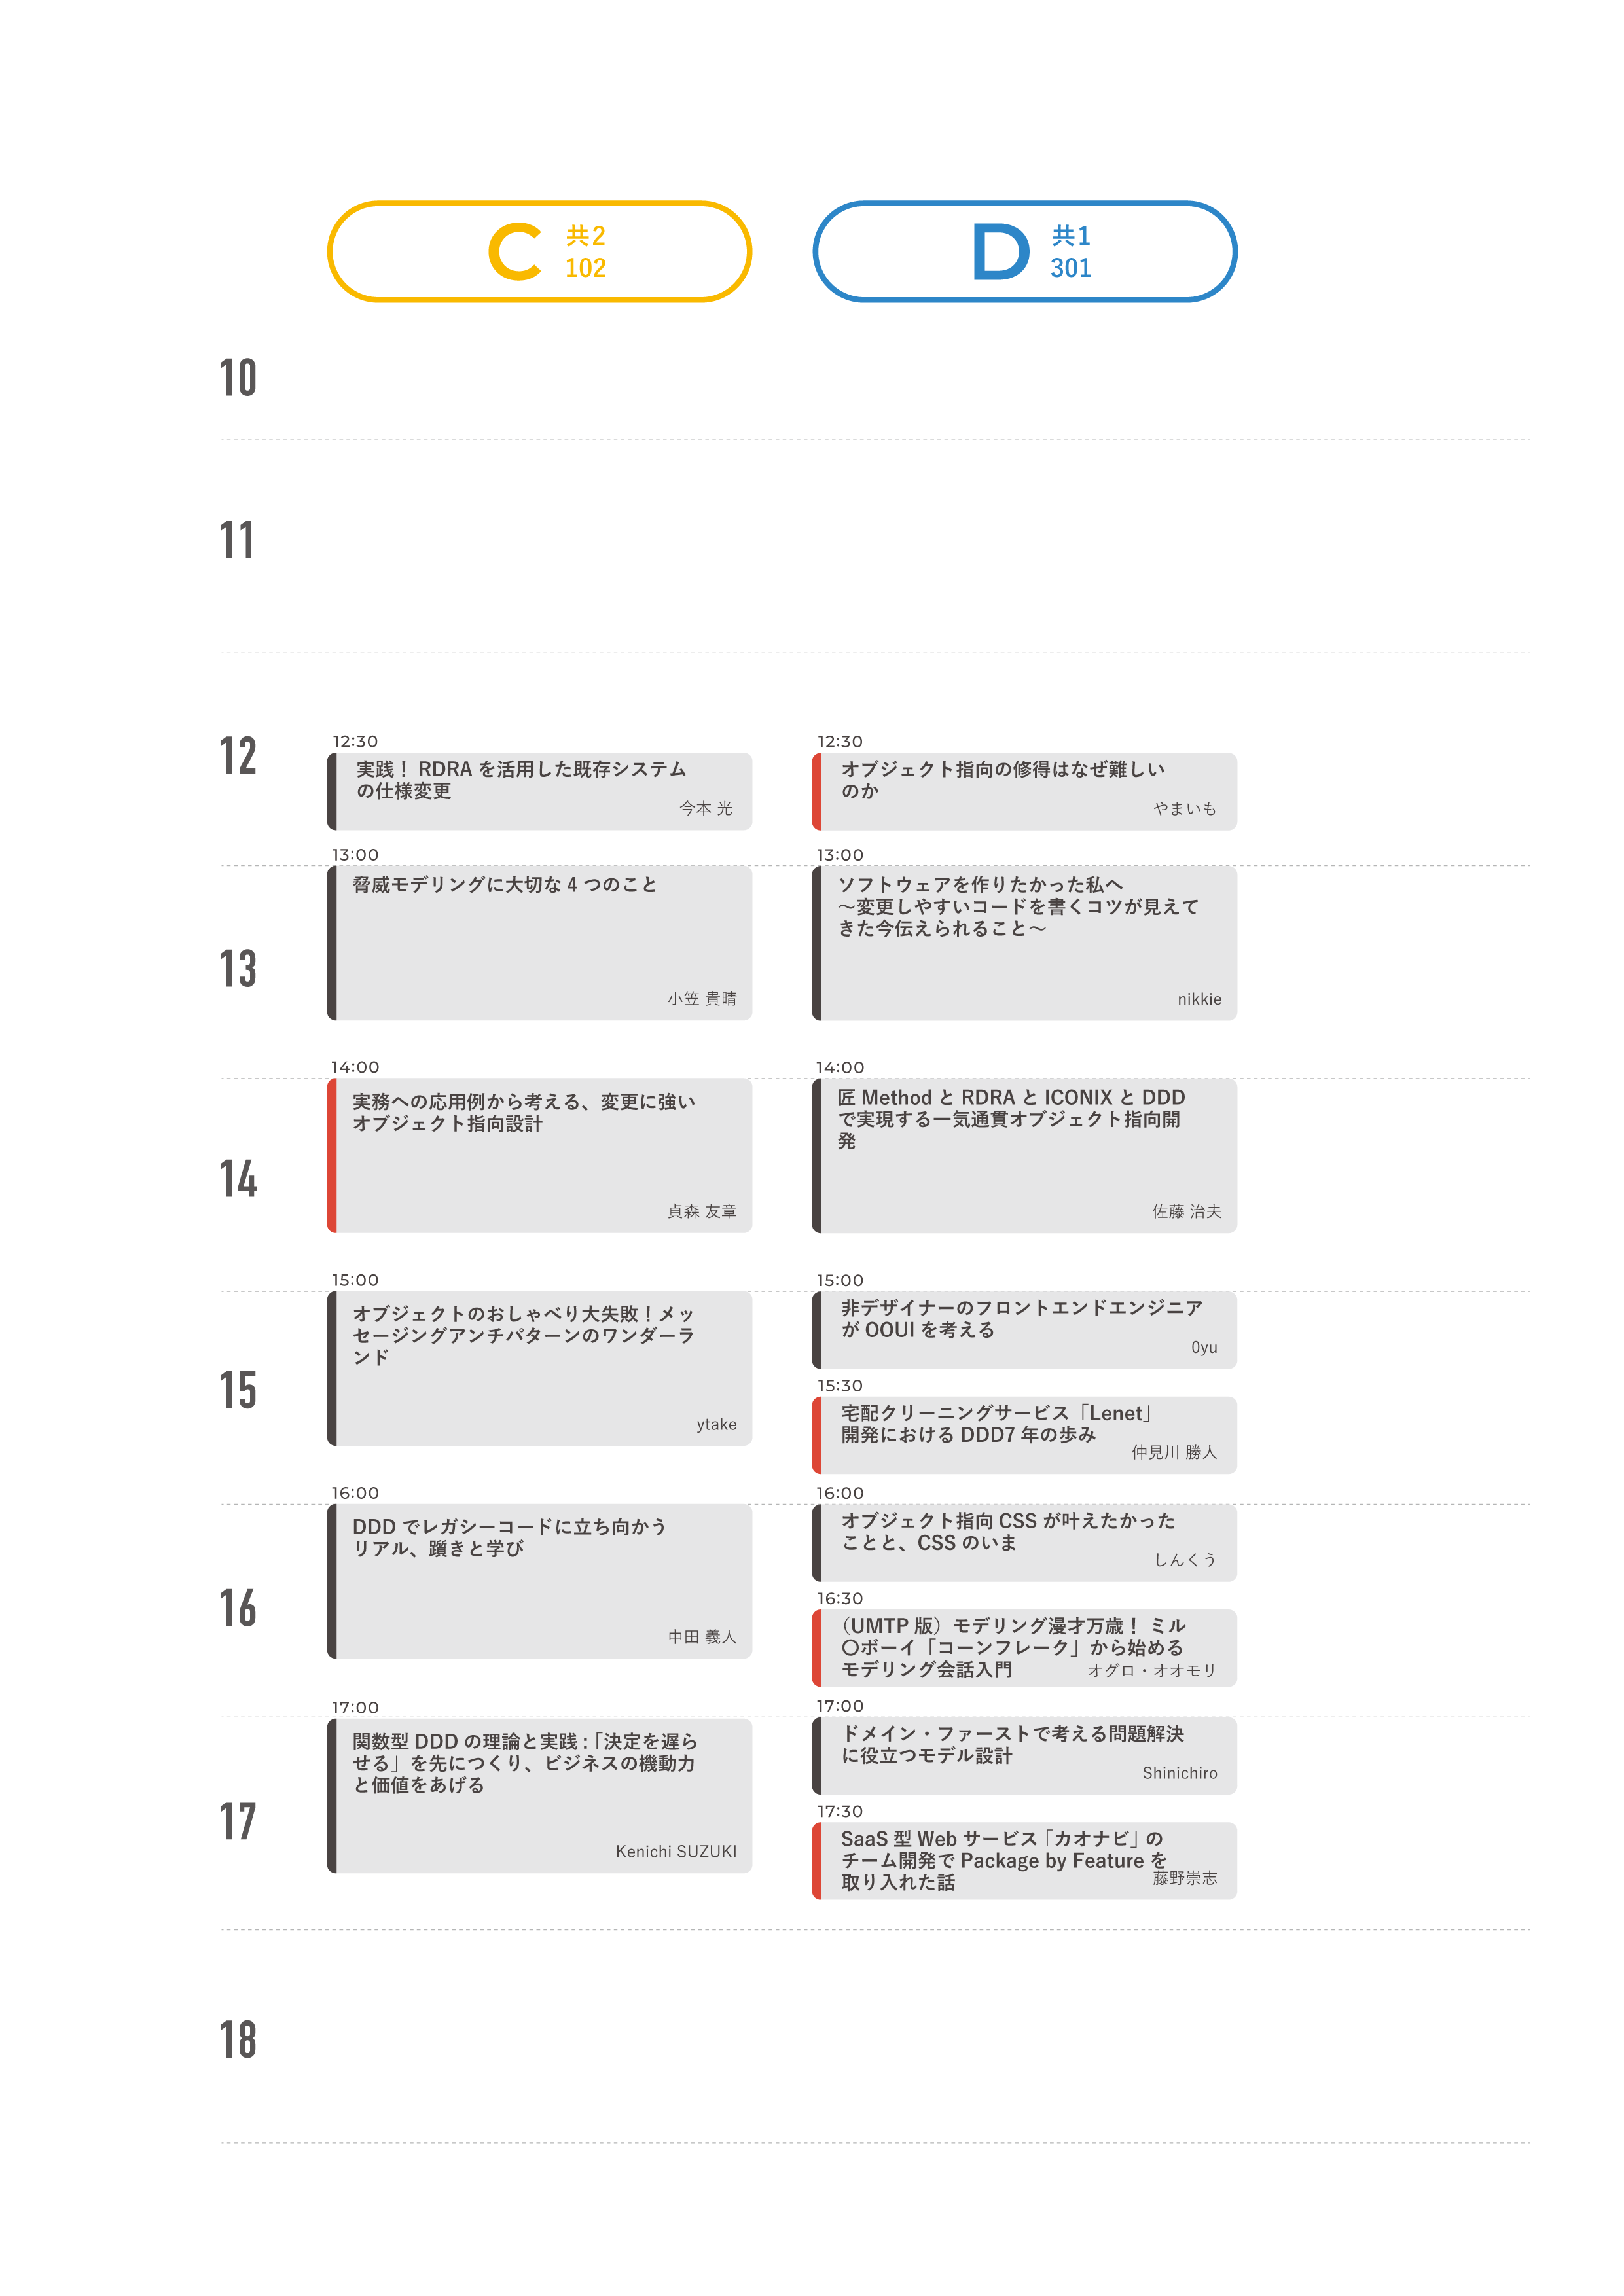 C 共2
102
D 共1
301
10
11
12
12:30
実践！ RDRA を活用した既存システム
の仕様変更
今本 光
12:30
オブジェクト指向の修得はなぜ難しい
のか
やまいも
13
13:00
脅威モデリングに大切な 4 つのこと
小笠 貴晴
13:00
ソフトウェアを作りたかった私へ
〜変更しやすいコードを書くコツが見えて
きた今伝えられること〜
nikkie
14
14:00
実務への応用例から考える、変更に強い
オブジェクト指向設計
貞森 友章
14:00
匠 Method と RDRA と ICONIX と DDD
で実現する一気通貫オブジェクト指向開
発
佐藤 治夫
15
15:00
オブジェクトのおしゃべり大失敗！メッ
セージングアンチパターンのワンダーラ
ンド
ytake
15:00
非デザイナーのフロントエンドエンジニア
が OOUI を考える
0yu
15:30
宅配クリーニングサービス「Lenet」
開発における DDD7 年の歩み
仲見川 勝人
16
16:00
DDD でレガシーコードに立ち向かう
リアル、躓きと学び
中田 義人
16:00
オブジェクト指向 CSS が叶えたかった
ことと、CSS のいま
しんくう
16:30
（UMTP 版）モデリング漫才万歳！ ミル
〇ボーイ「コーンフレーク」から始める
モデリング会話入門
オグロ・オオモリ
17
17:00
関数型 DDD の理論と実践：「決定を遅ら
せる」を先につくり、ビジネスの機動力
と価値をあげる
Kenichi SUZUKI
17:00
ドメイン・ファーストで考える問題解決
に役立つモデル設計
Shinichiro
17:30
SaaS 型 Web サービス「カオナビ」の
チーム開発で Package by Feature を
取り入れた話
藤野崇志
18